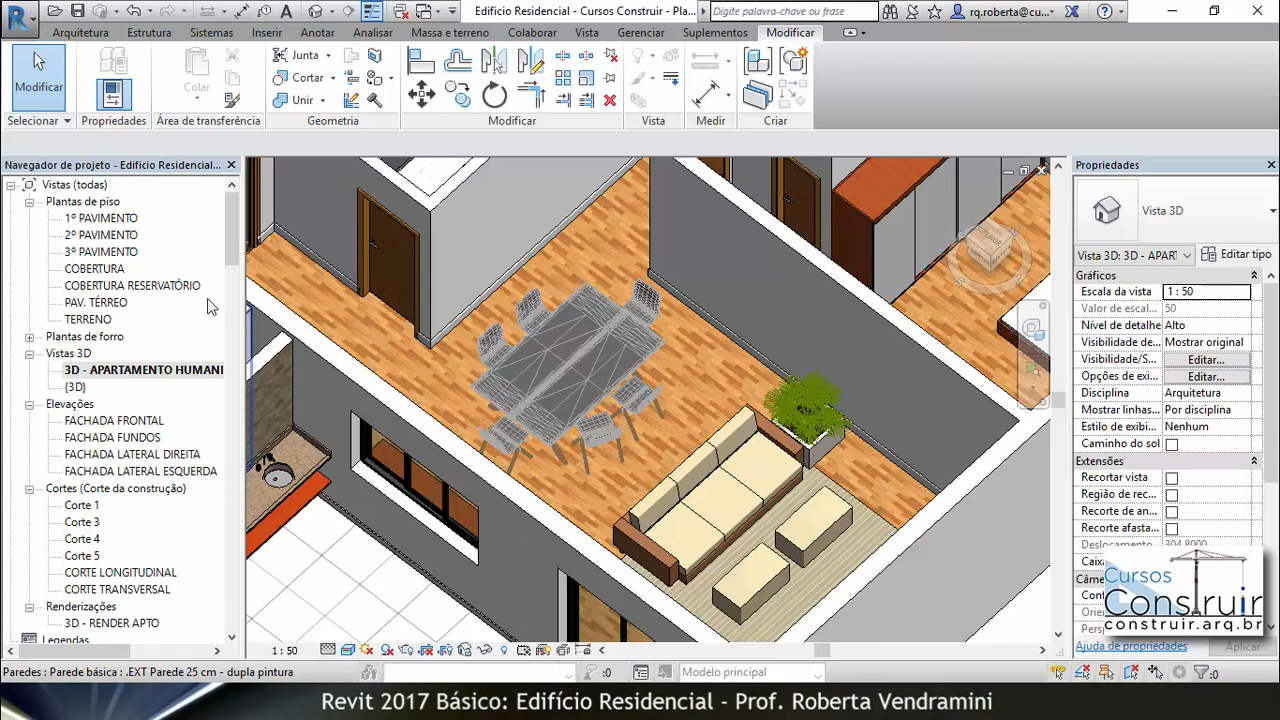 Edificio Residencial - Cursos Construir - Pla...
Digite palavra-chave ou frase
rq.roberta@cu...
Arquitetura Estrutura Sistemas Inserir Anotar Analisar Massa e terreno Colaborar Vista Gerenciar Suplementos Modificar
Modificar
Colar
Junta
Cortar
Unir
Selecionar Propriedades Área de transferência Geometria Modificar Vista Medir Criar
Navegador de projeto - Edifício Residencial...
Vistas (todas)
Plantas de piso
1º PAVIMENTO
2º PAVIMENTO
3º PAVIMENTO
COBERTURA
COBERTURA RESERVATÓRIO
PAV. TÉRREO
TERRENO
Plantas de forro
Vistas 3D
3D - APARTAMENTO HUMANI
{3D}
Elevações
FACHADA FRONTAL
FACHADA FUNDOS
FACHADA LATERAL DIREITA
FACHADA LATERAL ESQUERDA
Cortes (Corte da construção)
Corte 1
Corte 3
Corte 4
Corte 5
CORTE LONGITUDINAL
CORTE TRANSVERSAL
Renderizações
3D - RENDER APTO
Legendas
Propriedades
Vista 3D
Vista 3D: 3D - APART
Editar tipo
Gráficos
Escala da vista 1 : 50
Valor de escal... 50
Nível de detalhe Alto
Visibilidade de... Mostrar original
Visibilidade/S... Editar...
Opções de exi... Editar...
Disciplina Arquitetura
Mostrar linhas... Por disciplina
Estilo de exibi... Nenhum
Caminho do sol
Extensões
Recortar vista
Região de rec...
Recorte de an...
Recorte afasta...
Deslocamento 304.8000
Caixa
Câme
Orien
Persp
Ajuda de propriedades
Aplicar
Cursos
Construir
construir.arq.br
1 : 50
Paredes : Parede básica : .EXT Parede 25 cm - dupla pintura
:0
Modelo principal
:0
Revit 2017 Básico: Edifício Residencial - Prof. Roberta Vendramini